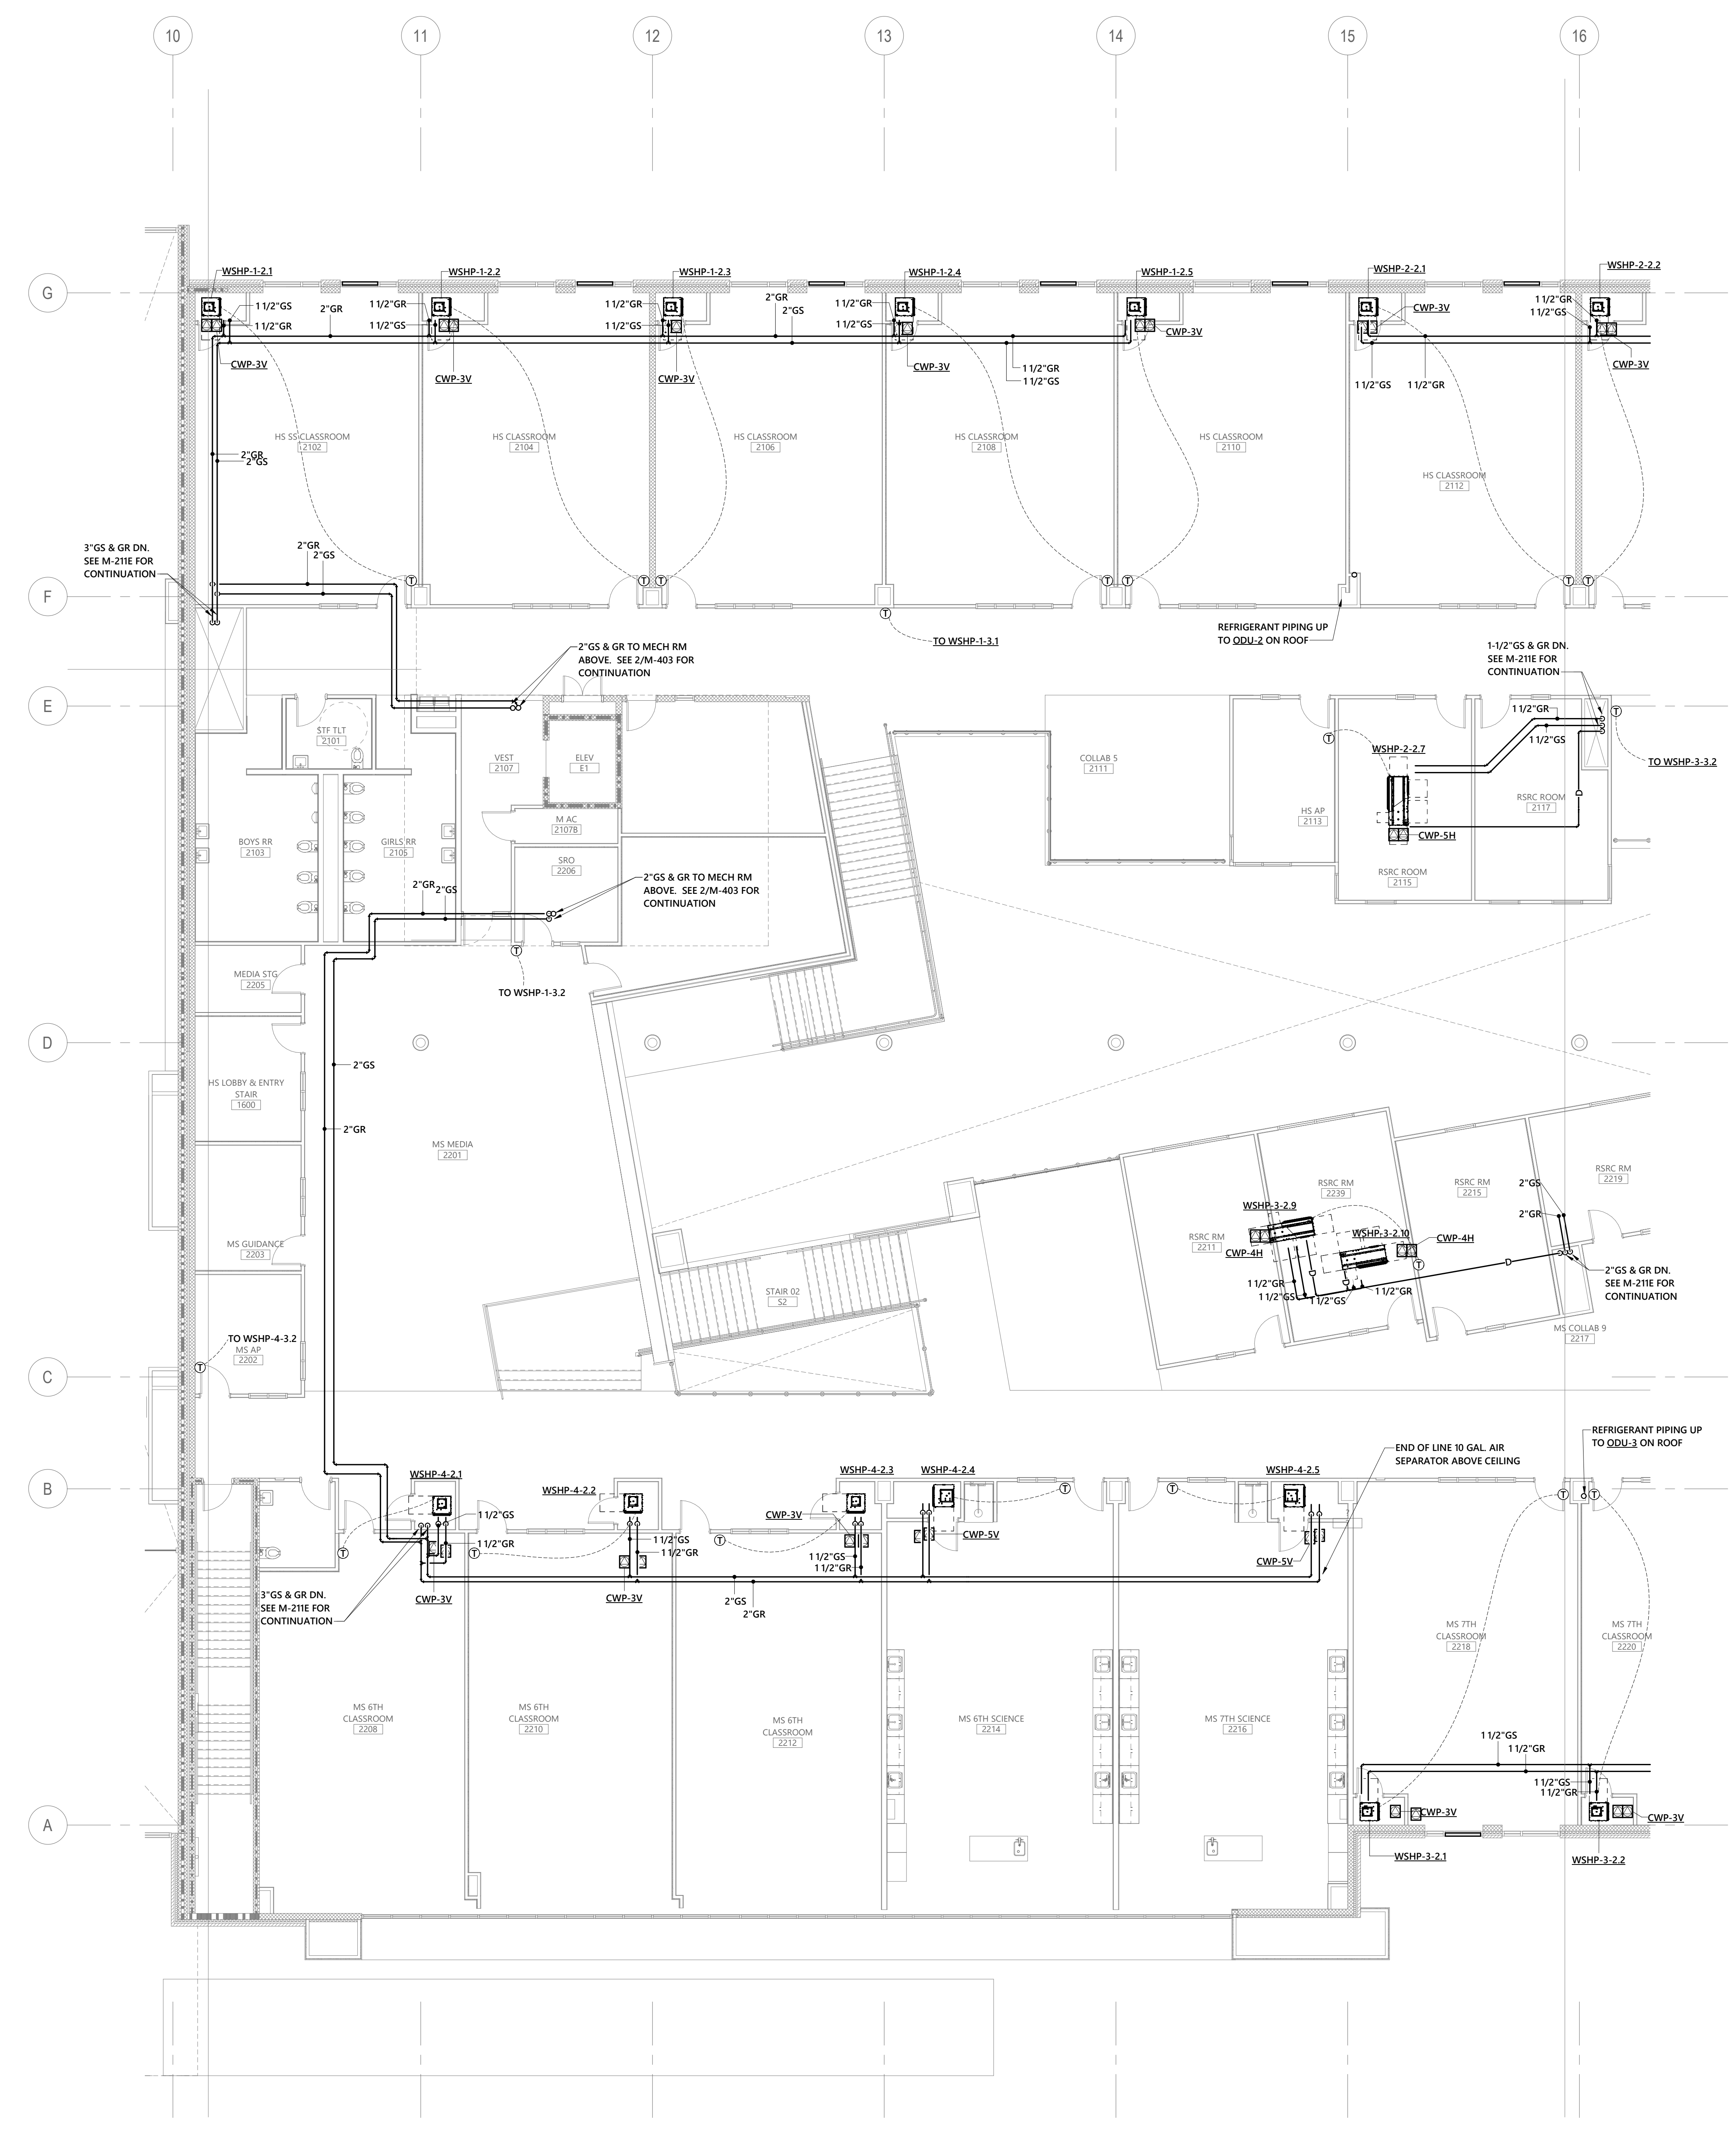 10
11
12
13
14
15
16
G
WSHP-1-2.1
WSHP-1-2.2
WSHP-1-2.3
WSHP-1-2.4
WSHP-1-2.5
WSHP-2-2.1
WSHP-2-2.2
1 1/2"GS
1 1/2"GR
2"GR
1 1/2"GR
1 1/2"GS
1 1/2"GR
1 1/2"GS
2"GR
2"GS
1 1/2"GR
1 1/2"GS
1 1/2"GR
1 1/2"GS
CWP-3V
CWP-3V
CWP-3V
CWP-3V
CWP-3V
CWP-3V
CWP-3V
1 1/2"GR
1 1/2"GS
1 1/2"GS
1 1/2"GR
HS SS CLASSROOM
2102
HS CLASSROOM
2104
HS CLASSROOM
2106
HS CLASSROOM
2108
HS CLASSROOM
2110
HS CLASSROOM
2112
2"GR
2"GS
3"GS & GR DN.
SEE M-211E FOR
CONTINUATION
2"GR
2"GS
T
T
T
T
T
T
T
F
T
TO WSHP-1-3.1
REFRIGERANT PIPING UP
TO ODU-2 ON ROOF
2"GS & GR TO MECH RM
ABOVE. SEE 2/M-403 FOR
CONTINUATION
1-1/2"GS & GR DN.
SEE M-211E FOR
CONTINUATION
E
1 1/2"GR
1 1/2"GS
T
T
TO WSHP-3-3.2
STF TLT
2101
VEST
2107
ELEV
E1
COLLAB 5
2111
WSHP-2-2.7
HS AP
2113
RSRC ROOM
2117
D
CWP-5H
M AC
2107B
BOYS RR
2103
GIRLS RR
2105
SRO
2206
RSRC ROOM
2115
2"GR
2"GS
2"GS & GR TO MECH RM
ABOVE. SEE 2/M-403 FOR
CONTINUATION
T
TO WSHP-1-3.2
MEDIA STG
2205
D
2"GS
HS LOBBY & ENTRY
STAIR
1600
2"GR
MS MEDIA
2201
RSRC RM
2219
RSRC RM
2239
RSRC RM
2215
2"GS
2"GR
WSHP-3-2.9
WSHP-3-2.10
RSRC RM
2211
CWP-4H
CWP-4H
T
D
D
D
MS GUIDANCE
2203
1 1/2"GR
1 1/2"GS
1 1/2"GS
1 1/2"GR
2"GS & GR DN.
SEE M-211E FOR
CONTINUATION
STAIR 02
S2
MS COLLAB 9
2217
TO WSHP-4-3.2
MS AP
2202
T
C
REFRIGERANT PIPING UP
TO ODU-3 ON ROOF
END OF LINE 10 GAL. AIR
SEPARATOR ABOVE CEILING
B
WSHP-4-2.1
WSHP-4-2.2
WSHP-4-2.3
WSHP-4-2.4
WSHP-4-2.5
T
T
T
T
1 1/2"GS
1 1/2"GR
1 1/2"GS
1 1/2"GR
CWP-3V
CWP-5V
CWP-5V
T
T
T
1 1/2"GS
1 1/2"GR
3"GS & GR DN.
SEE M-211E FOR
CONTINUATION
CWP-3V
CWP-3V
2"GS
2"GR
MS 7TH
CLASSROOM
2218
MS 7TH
CLASSROOM
2220
MS 6TH
CLASSROOM
2208
MS 6TH
CLASSROOM
2210
MS 6TH
CLASSROOM
2212
MS 6TH SCIENCE
2214
MS 7TH SCIENCE
2216
1 1/2"GS
1 1/2"GR
1 1/2"GS
1 1/2"GR
A
CWP-3V
CWP-3V
WSHP-3-2.1
WSHP-3-2.2